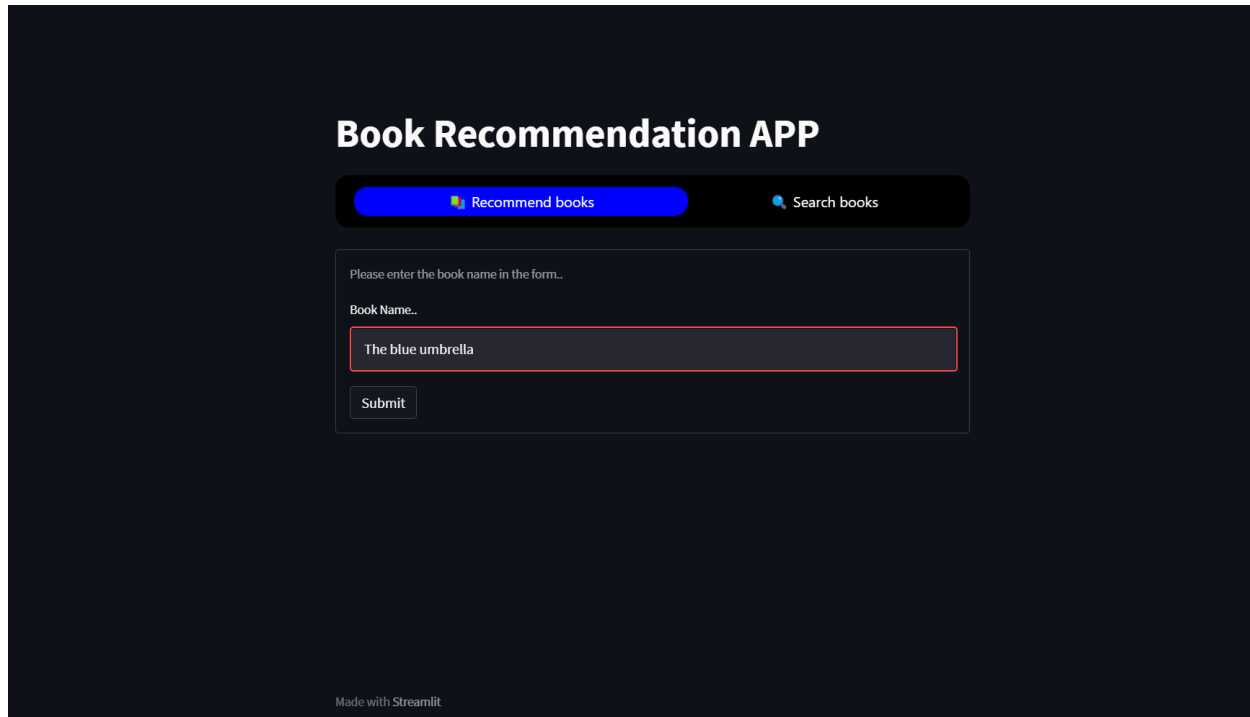 Book Recommendation APP
Recommend books
Search books
Please enter the book name in the form..
Book Name..
The blue umbrella
Submit
Made with Streamlit